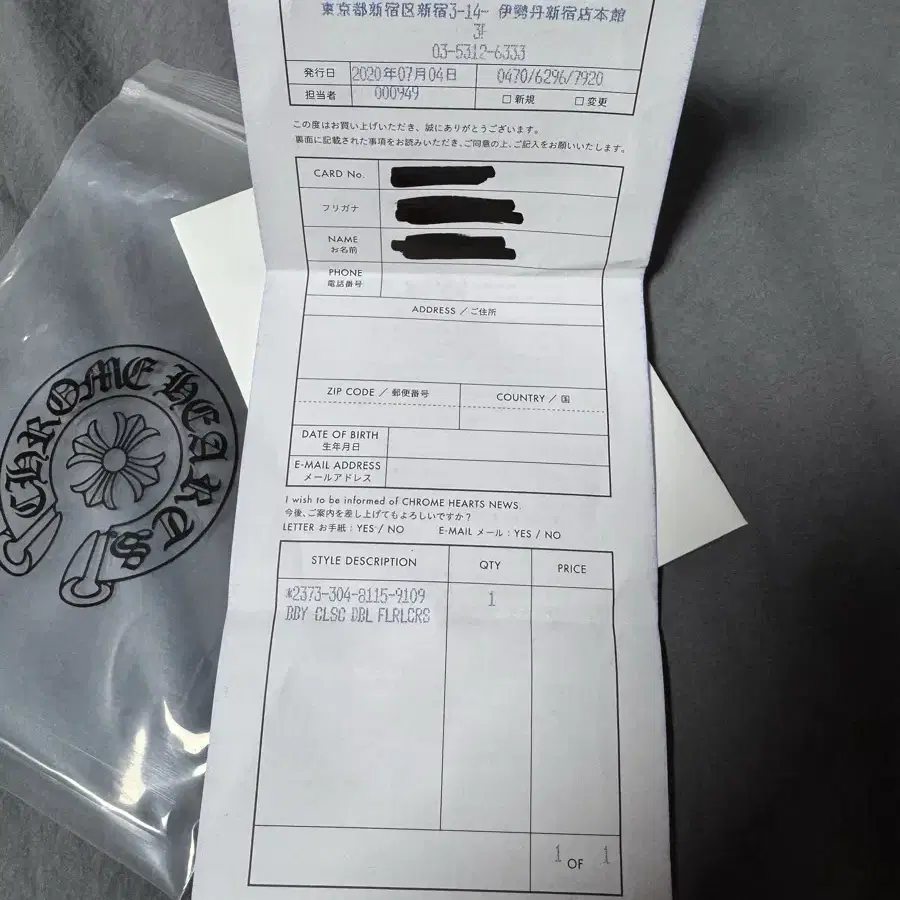 東京都新宿区新宿3-14- 伊勢丹新宿店本館
3F
03-5312-6333
発行日 2020年07月04日 0470/6296/7920
担当者 000949 □ 新規 □ 変更
この度はお買い上げいただき、誠にありがとうございます。
裏面に記載された事項をお読みいただき、ご同意の上、ご記入をお願いいたします。
CARD No.
フリガナ
NAME
お名前
PHONE
電話番号
ADDRESS / ご住所
ZIP CODE / 郵便番号 COUNTRY / 国
DATE OF BIRTH
生年月日
E-MAIL ADDRESS
メールアドレス
I wish to be informed of CHROME HEARTS NEWS.
今後、ご案内を差し上げてもよろしいですか?
LETTER お手紙 : YES / NO E-MAIL メール : YES / NO
STYLE DESCRIPTION QTY PRICE
*2373-304-8115-9109 1
DBY CLSC DBL FLRLCRS
1 OF 1
CHROME HEARTS